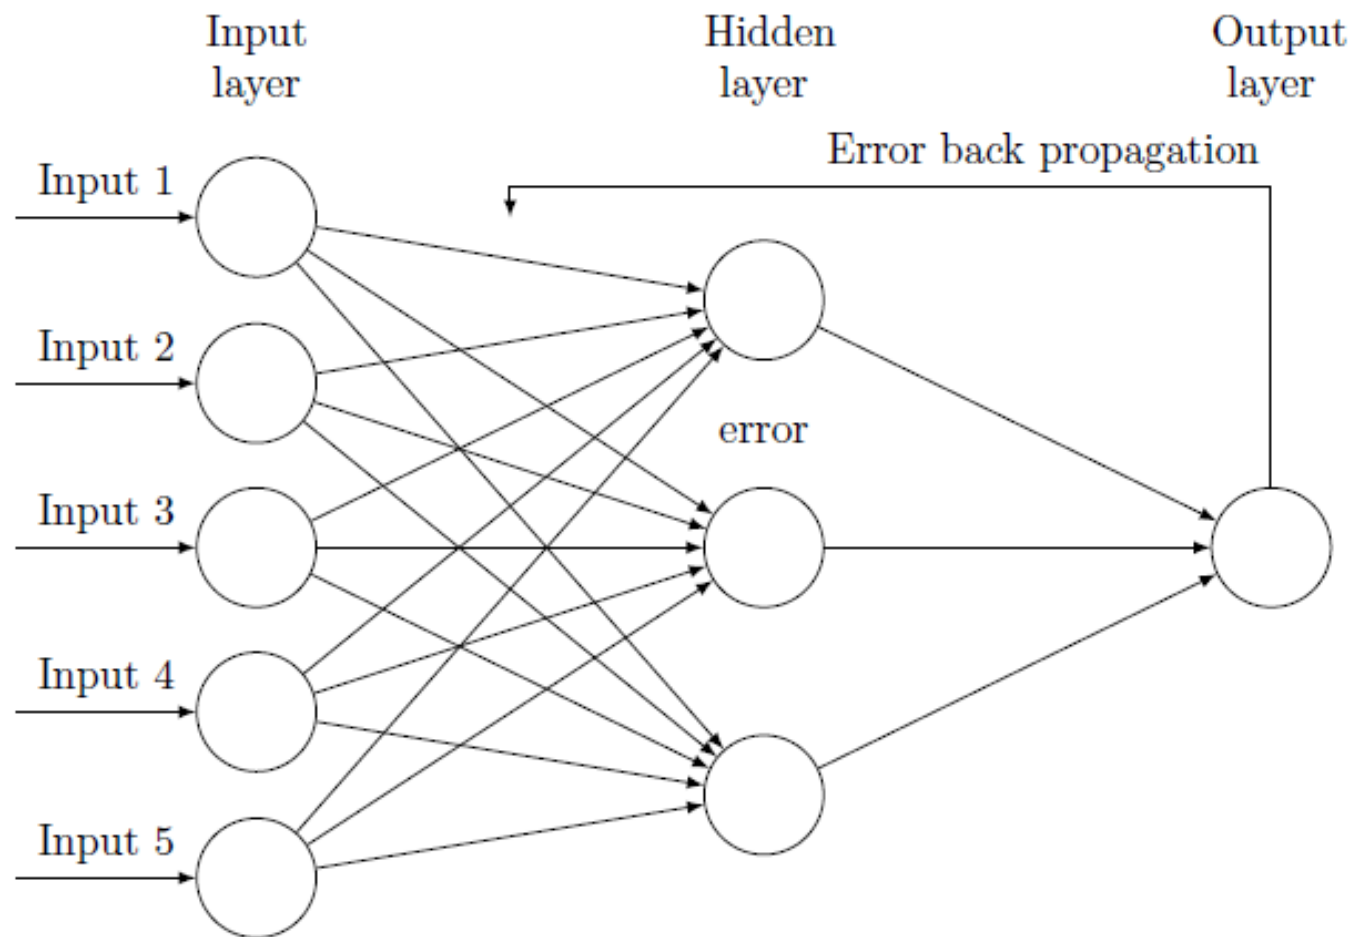 Input
layer
Hidden
layer
Output
layer
Error back propagation
Input 1
Input 2
error
Input 3
Input 4
Input 5